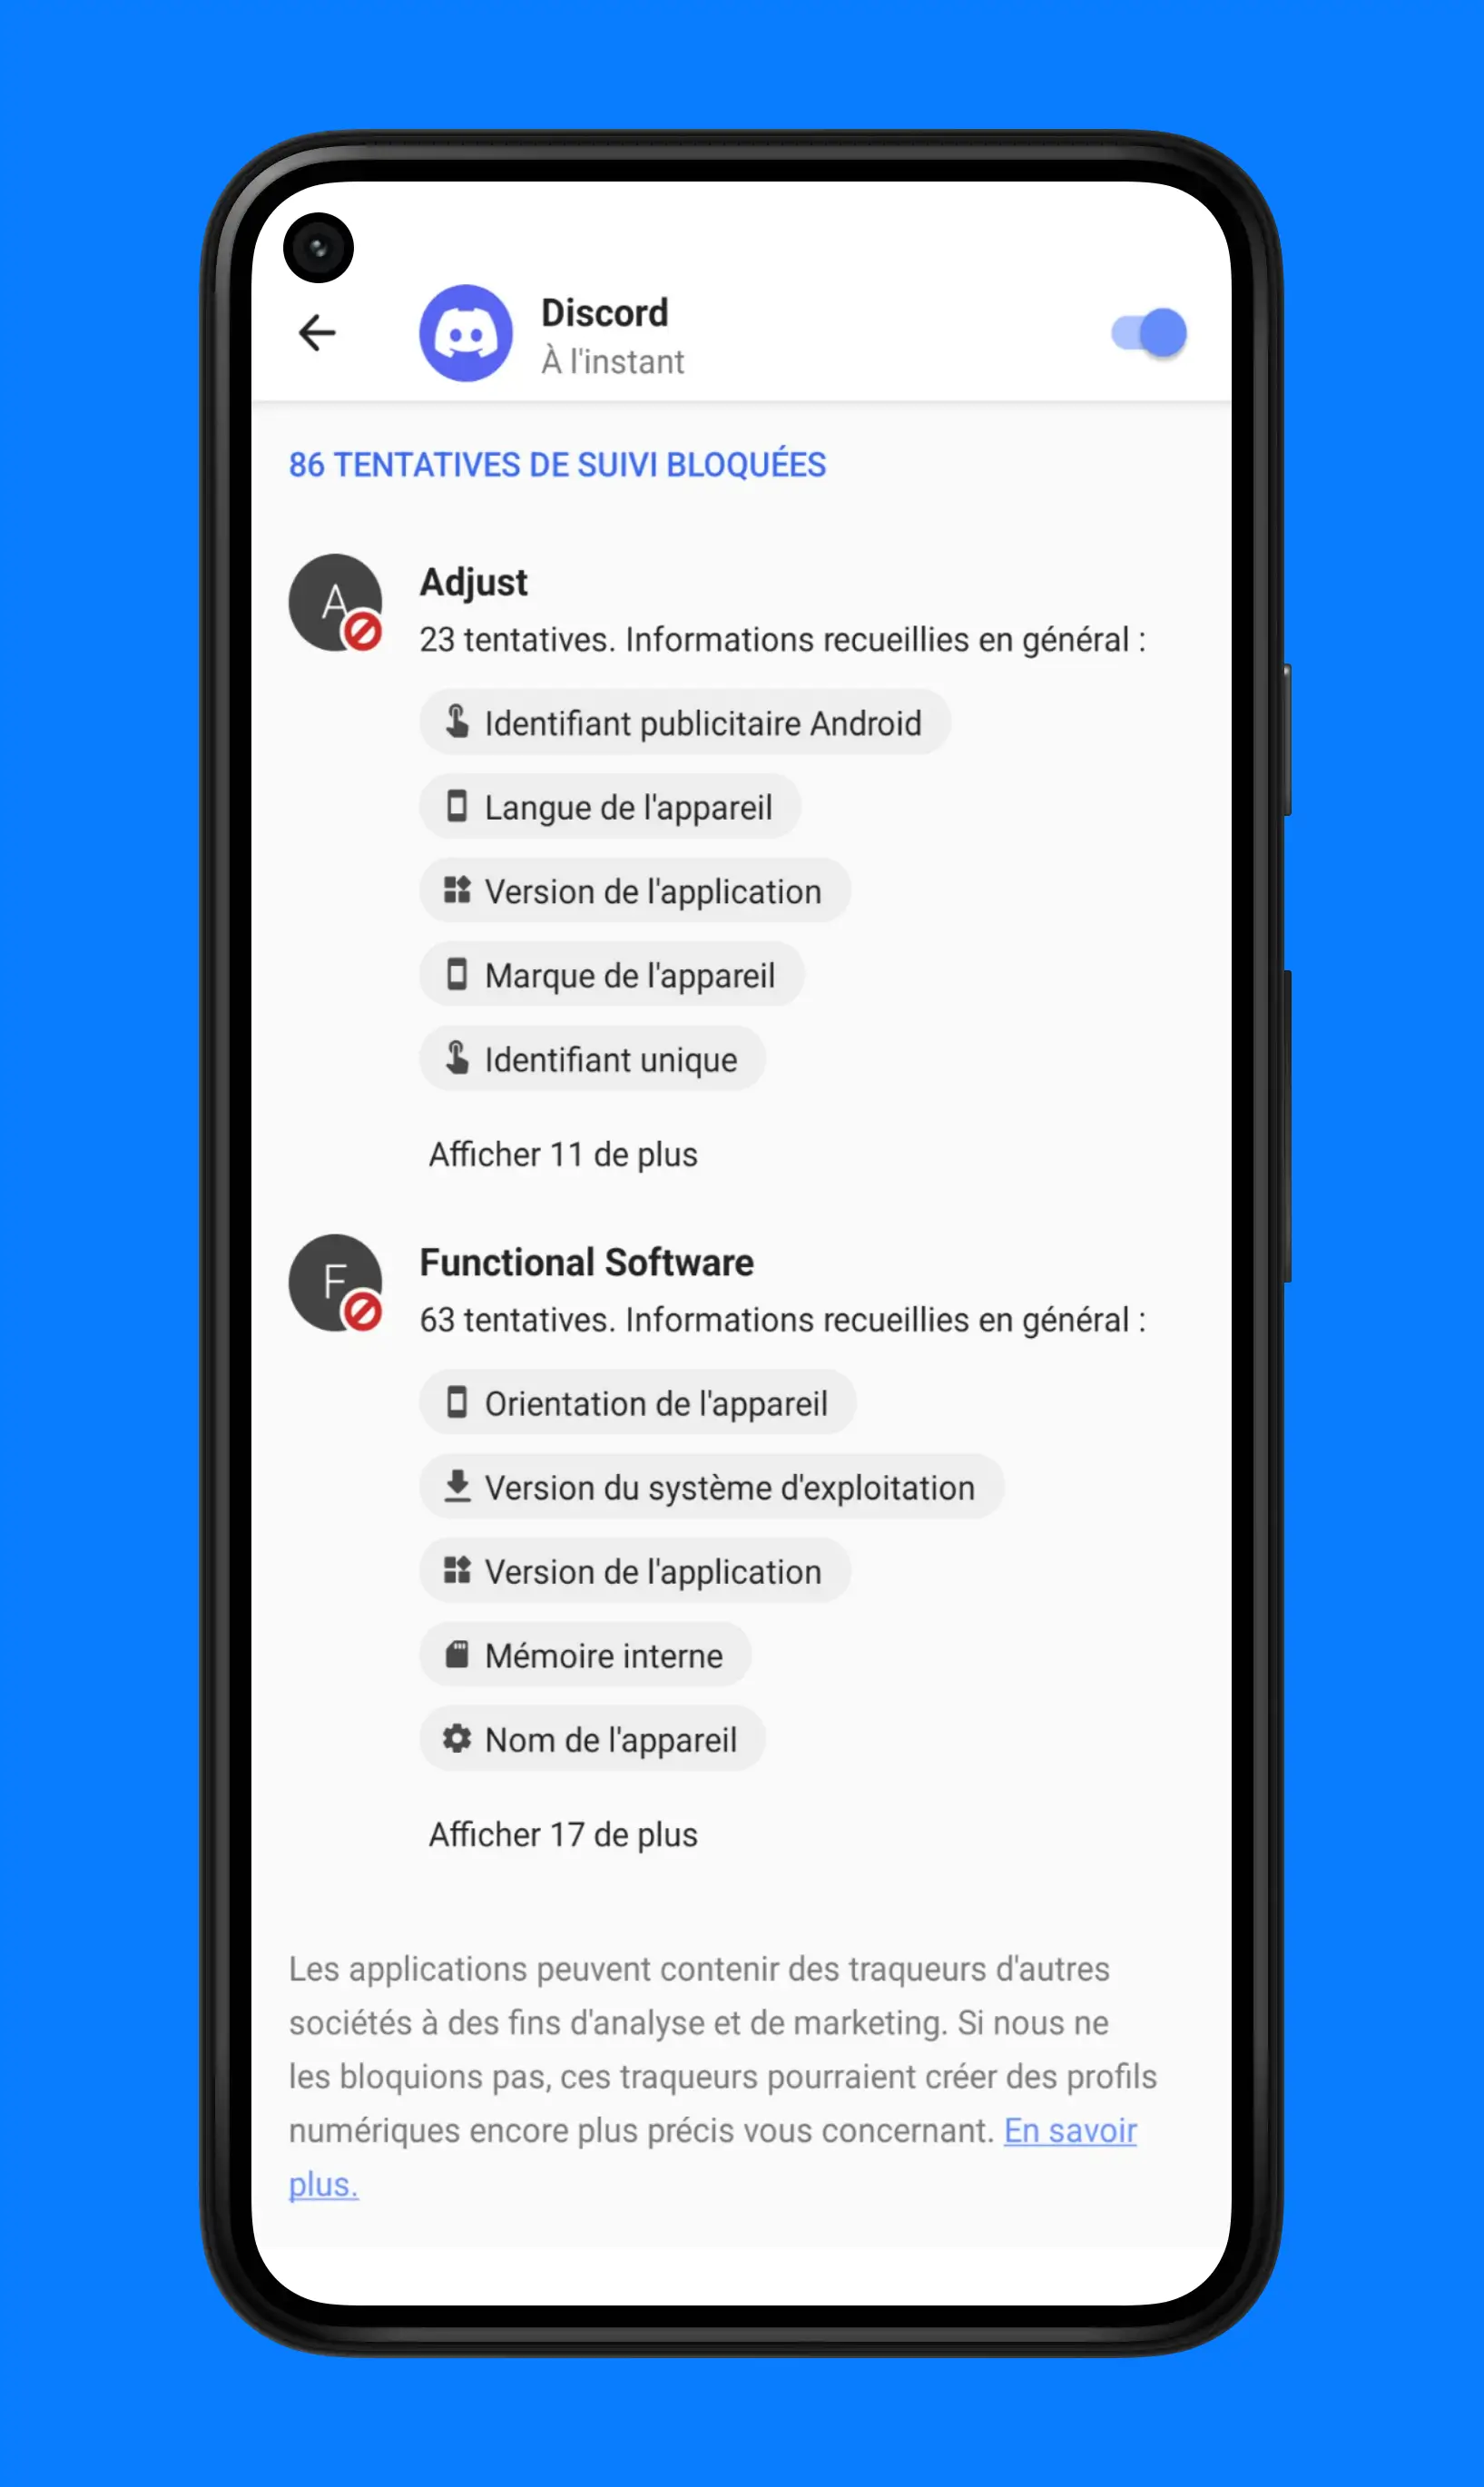 Discord
À l'instant
86 TENTATIVES DE SUIVI BLOQUÉES
A
Adjust
23 tentatives. Informations recueillies en général :
Identifiant publicitaire Android
Langue de l'appareil
Version de l'application
Marque de l'appareil
Identifiant unique
Afficher 11 de plus
F
Functional Software
63 tentatives. Informations recueillies en général :
Orientation de l'appareil
Version du système d'exploitation
Version de l'application
Mémoire interne
Nom de l'appareil
Afficher 17 de plus
Les applications peuvent contenir des traqueurs d'autres
sociétés à des fins d'analyse et de marketing. Si nous ne
les bloquions pas, ces traqueurs pourraient créer des profils
numériques encore plus précis vous concernant. En savoir
plus.